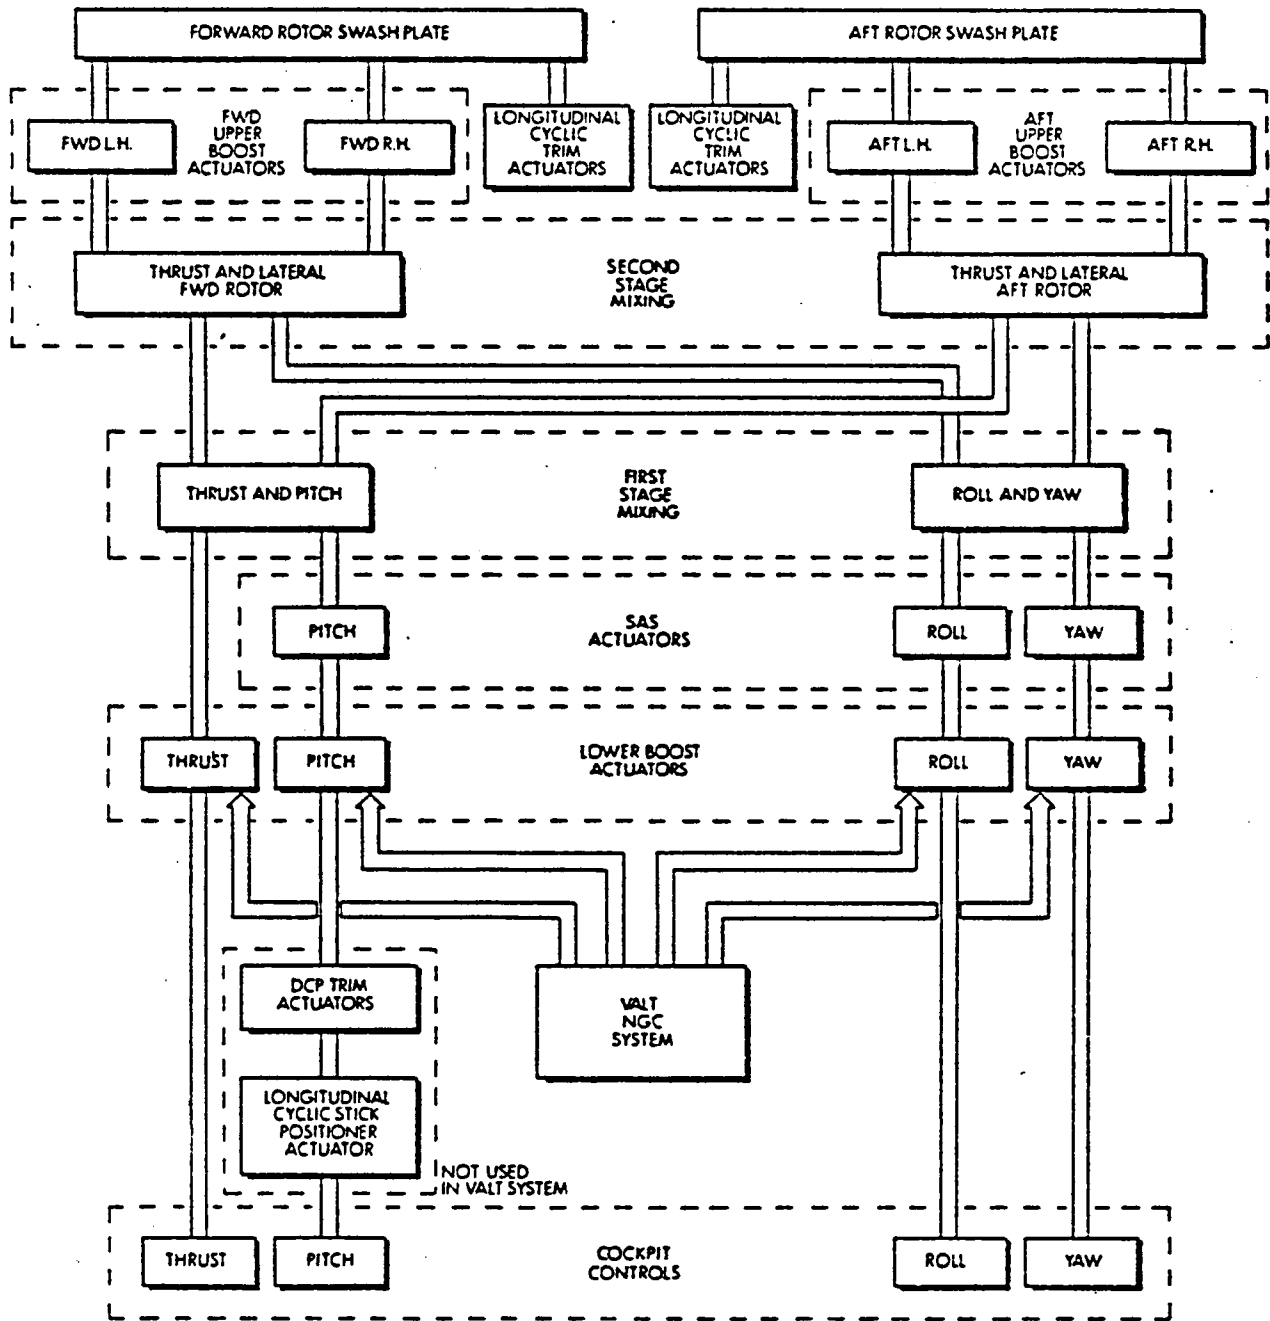 FORWARD ROTOR SWASH PLATE
AFT ROTOR SWASH PLATE
FWD L.H.
FWD
UPPER
BOOST
ACTUATORS
FWD R.H.
LONGITUDINAL
CYCLIC
TRIM
ACTUATORS
LONGITUDINAL
CYCLIC
TRIM
ACTUATORS
AFT L.H.
AFT
UPPER
BOOST
ACTUATORS
AFT R.H.
THRUST AND LATERAL
FWD ROTOR
SECOND
STAGE
MIXING
THRUST AND LATERAL
AFT ROTOR
THRUST AND PITCH
FIRST
STAGE
MIXING
ROLL AND YAW
PITCH
SAS
ACTUATORS
ROLL
YAW
THRUST
PITCH
LOWER BOOST
ACTUATORS
ROLL
YAW
DCP TRIM
ACTUATORS
VALT
NGC
SYSTEM
LONGITUDINAL
CYCLIC STICK
POSITIONER
ACTUATOR
NOT USED
IN VALT SYSTEM
THRUST
PITCH
COCKPIT
CONTROLS
ROLL
YAW